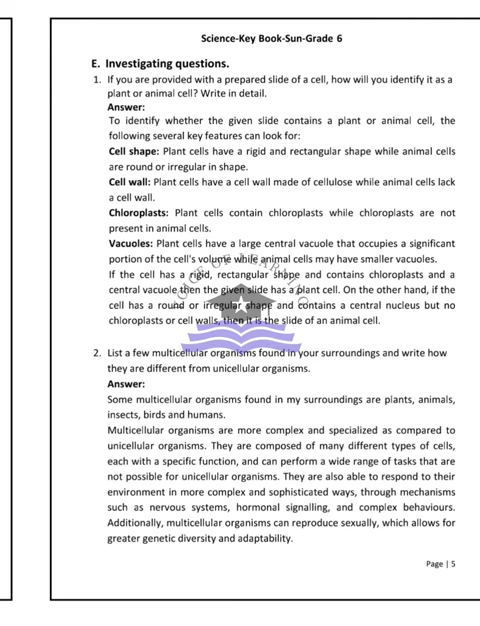 Science-Key Book-Sun-Grade 6
E. Investigating questions.
1. If you are provided with a prepared slide of a cell, how will you identify it as a
plant or animal cell? Write in detail.
Answer:
To identify whether the given slide contains a plant or animal cell, the
following several key features can look for:
Cell shape: Plant cells have a rigid and rectangular shape while animal cells
are round or irregular in shape.
Cell wall: Plant cells have a cell wall made of cellulose while animal cells lack
a cell wall.
Chloroplasts: Plant cells contain chloroplasts while chloroplasts are not
present in animal cells.
Vacuoles: Plant cells have a large central vacuole that occupies a significant
portion of the cell's volume while animal cells may have smaller vacuoles.
If the cell has a rigid, rectangular shape and contains chloroplasts and a
central vacuole then the given slide has a plant cell. On the other hand, if the
cell has a round or irregular shape and contains a central nucleus but no
chloroplasts or cell walls, then it is the slide of an animal cell.
2. List a few multicellular organisms found in your surroundings and write how
they are different from unicellular organisms.
Answer:
Some multicellular organisms found in my surroundings are plants, animals,
insects, birds and humans.
Multicellular organisms are more complex and specialized as compared to
unicellular organisms. They are composed of many different types of cells,
each with a specific function, and can perform a wide range of tasks that are
not possible for unicellular organisms. They are also able to respond to their
environment in more complex and sophisticated ways, through mechanisms
such as nervous systems, hormonal signalling, and complex behaviours.
Additionally, multicellular organisms can reproduce sexually, which allows for
greater genetic diversity and adaptability.
Page | 5